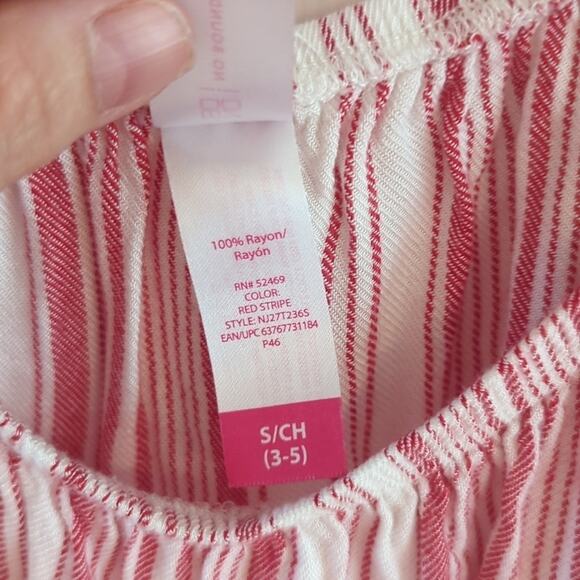 100% Rayon/
Rayón
RN# 52469
COLOR:
RED STRIPE
STYLE: NJ27T236S
EAN/UPC 63767731184
P46
S/CH
(3-5)